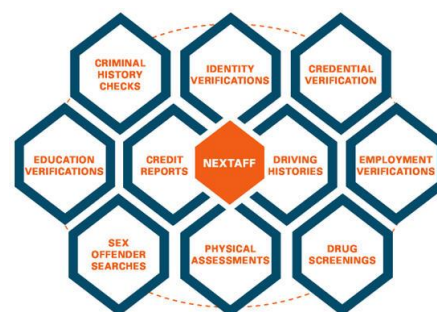 CRIMINAL
HISTORY
CHECKS
IDENTITY
VERIFICATIONS
CREDENTIAL
VERIFICATION
EDUCATION
VERIFICATIONS
CREDIT
REPORTS
NEXTAFF
DRIVING
HISTORIES
EMPLOYMENT
VERIFICATIONS
SEX
OFFENDER
SEARCHES
PHYSICAL
ASSESSMENTS
DRUG
SCREENINGS